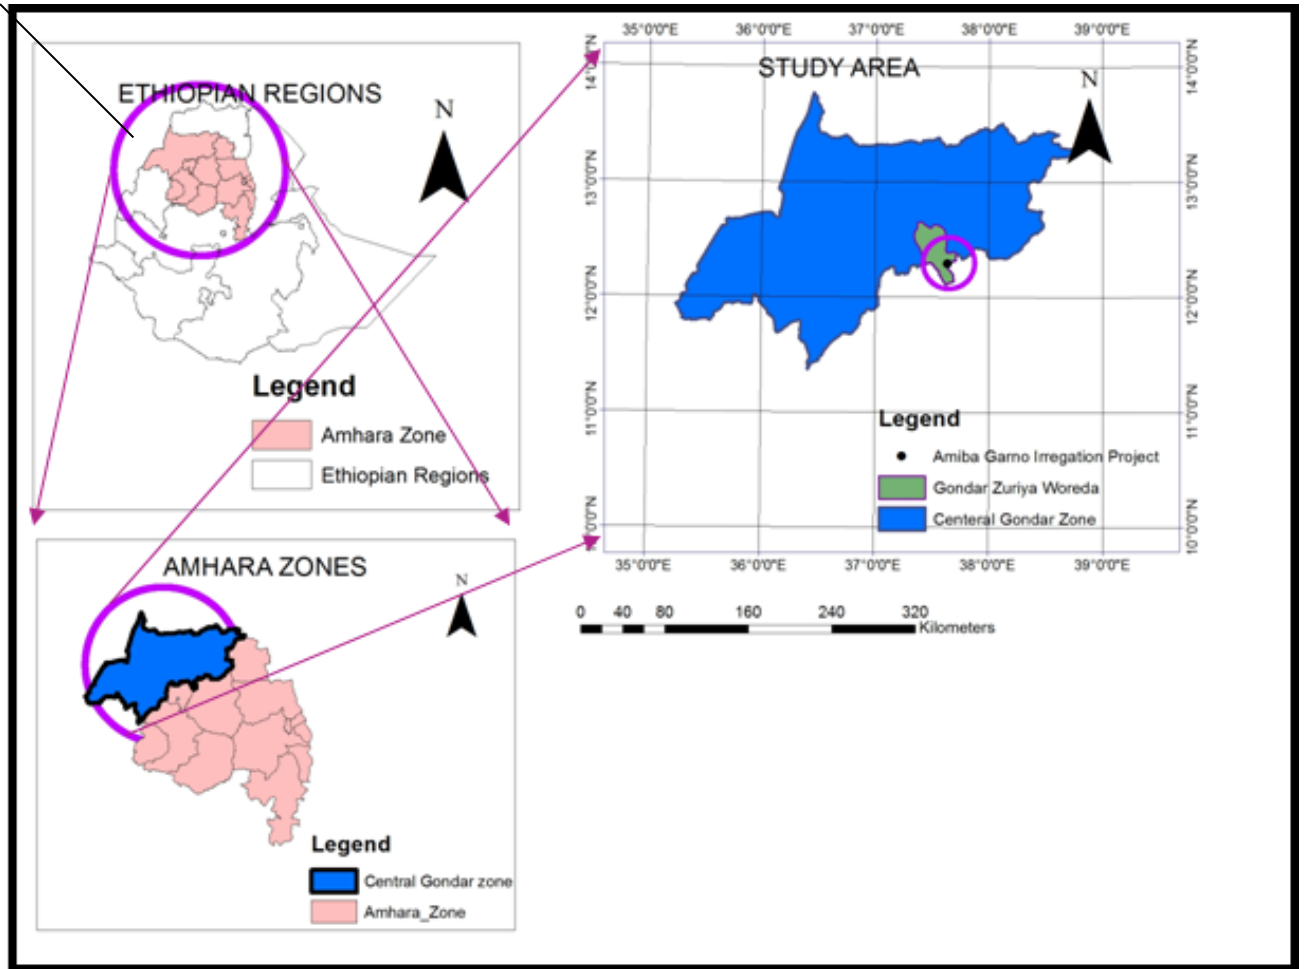 ETHIOPIAN REGIONS
N
Legend
Amhara Zone
Ethiopian Regions
AMHARA ZONES
N
Legend
Central Gondar zone
Amhara_Zone
35°0'0"E 36°0'0"E 37°0'0"E 38°0'0"E 39°0'0"E
STUDY AREA
N
14°0'0"N
13°0'0"N
12°0'0"N
11°0'0"N
14°0'0"N
13°0'0"N
12°0'0"N
11°0'0"N
10°0'0"N
Legend
Amiba Garno Irregation Project
Gondar Zuriya Woreda
Centeral Gondar Zone
35°0'0"E 36°0'0"E 37°0'0"E 38°0'0"E 39°0'0"E
0 40 80 160 240 320
Kilometers